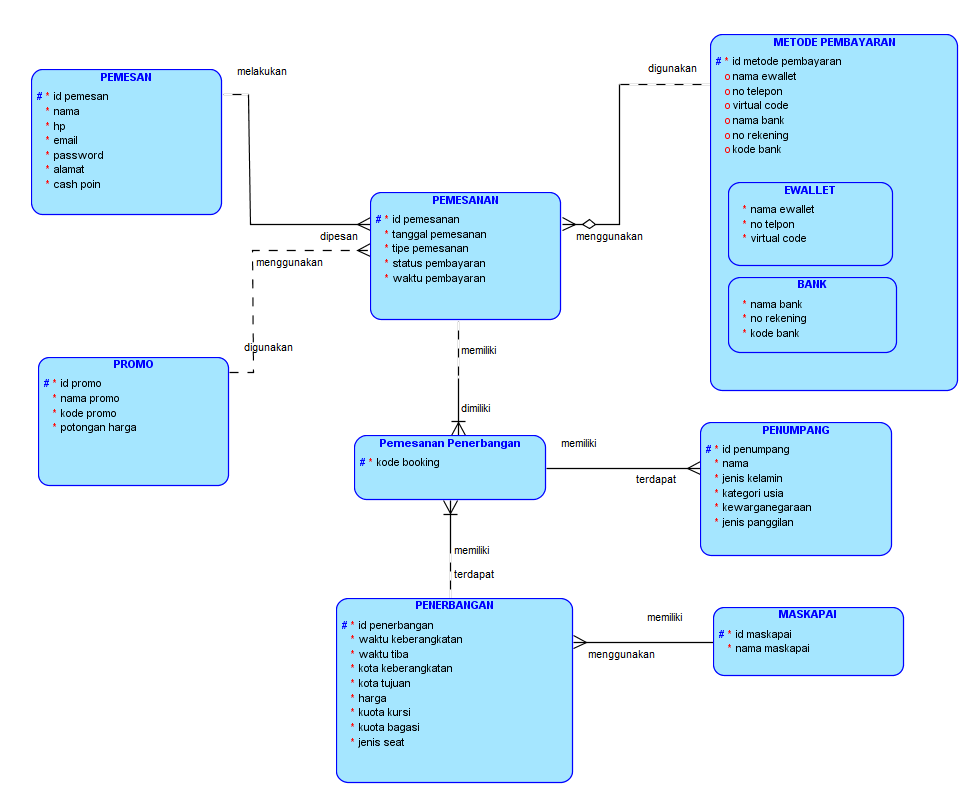 METODE PEMBAYARAN
# * id metode pembayaran
o nama ewallet
o no telepon
o virtual code
o nama bank
o no rekening
o kode bank
EWALLET
* nama ewallet
* no telpon
* virtual code
BANK
* nama bank
* no rekening
* kode bank
digunakan
menggunakan
melakukan
dipesan
PEMESAN
# * id pemesan
* nama
* hp
* email
* password
* alamat
* cash poin
PEMESANAN
# * id pemesanan
* tanggal pemesanan
* tipe pemesanan
* status pembayaran
* waktu pembayaran
menggunakan
digunakan
PROMO
# * id promo
* nama promo
* kode promo
* potongan harga
memiliki
dimiliki
Pemesanan Penerbangan
# * kode booking
memiliki
terdapat
PENUMPANG
# * id penumpang
* nama
* jenis kelamin
* kategori usia
* kewarganegaraan
* jenis panggilan
memiliki
terdapat
PENERBANGAN
# * id penerbangan
* waktu keberangkatan
* waktu tiba
* kota keberangkatan
* kota tujuan
* harga
* kuota kursi
* kuota bagasi
* jenis seat
memiliki
menggunakan
MASKAPAI
# * id maskapai
* nama maskapai